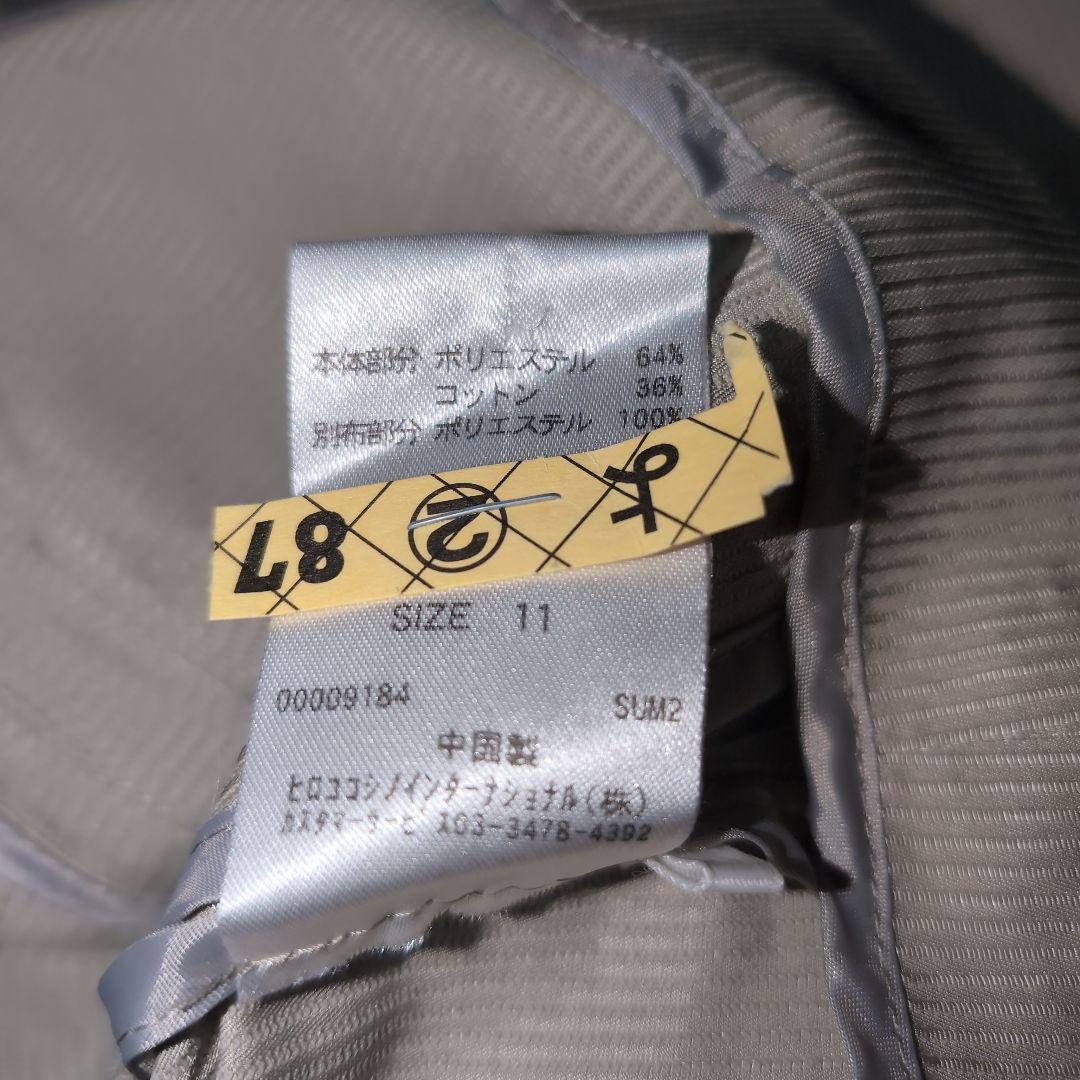 本体部分 ポリエステル 64%
コットン 36%
別布部分 ポリエステル 100%
よ ② 87
SIZE 11
00009184 SUM2
中国製
ヒロココシノインターナショナル(株)
カスタマーサービス03-3478-4392